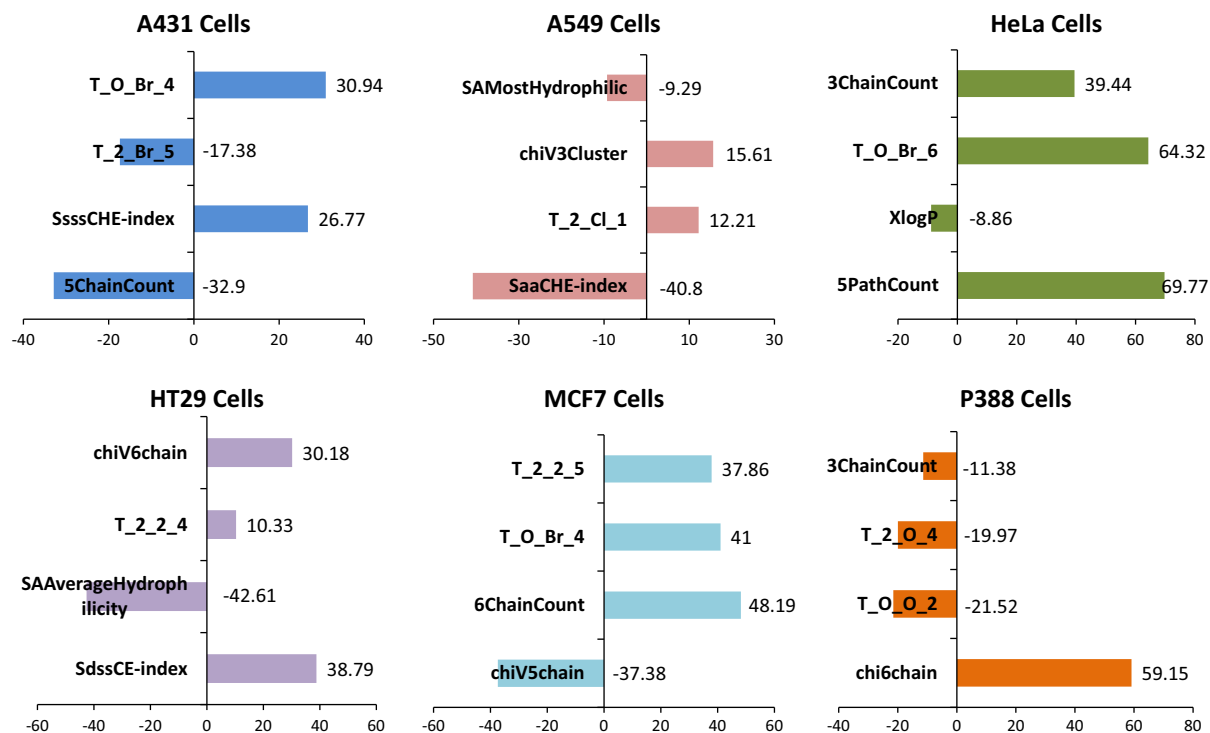 A431 Cells
T_O_Br_4
30.94
T_2_Br_5
-17.38
SsssCHE-index
26.77
5ChainCount
-32.9
-40 -20 0 20 40
A549 Cells
SAMostHydrophilic
-9.29
chiV3Cluster
15.61
T_2_Cl_1
12.21
SaaCHE-index
-40.8
-50 -30 -10 10 30
HeLa Cells
3ChainCount
39.44
T_O_Br_6
64.32
XlogP
-8.86
5PathCount
69.77
-20 0 20 40 60 80
HT29 Cells
chiV6chain
30.18
T_2_2_4
10.33
SAAverageHydroph
ilicity
-42.61
SdssCE-index
38.79
-60 -40 -20 0 20 40 60
MCF7 Cells
T_2_2_5
37.86
T_O_Br_4
41
6ChainCount
48.19
chiV5chain
-37.38
-60 -40 -20 0 20 40 60
P388 Cells
3ChainCount
-11.38
T_2_O_4
-19.97
T_O_O_2
-21.52
chi6chain
59.15
-40 -20 0 20 40 60 80